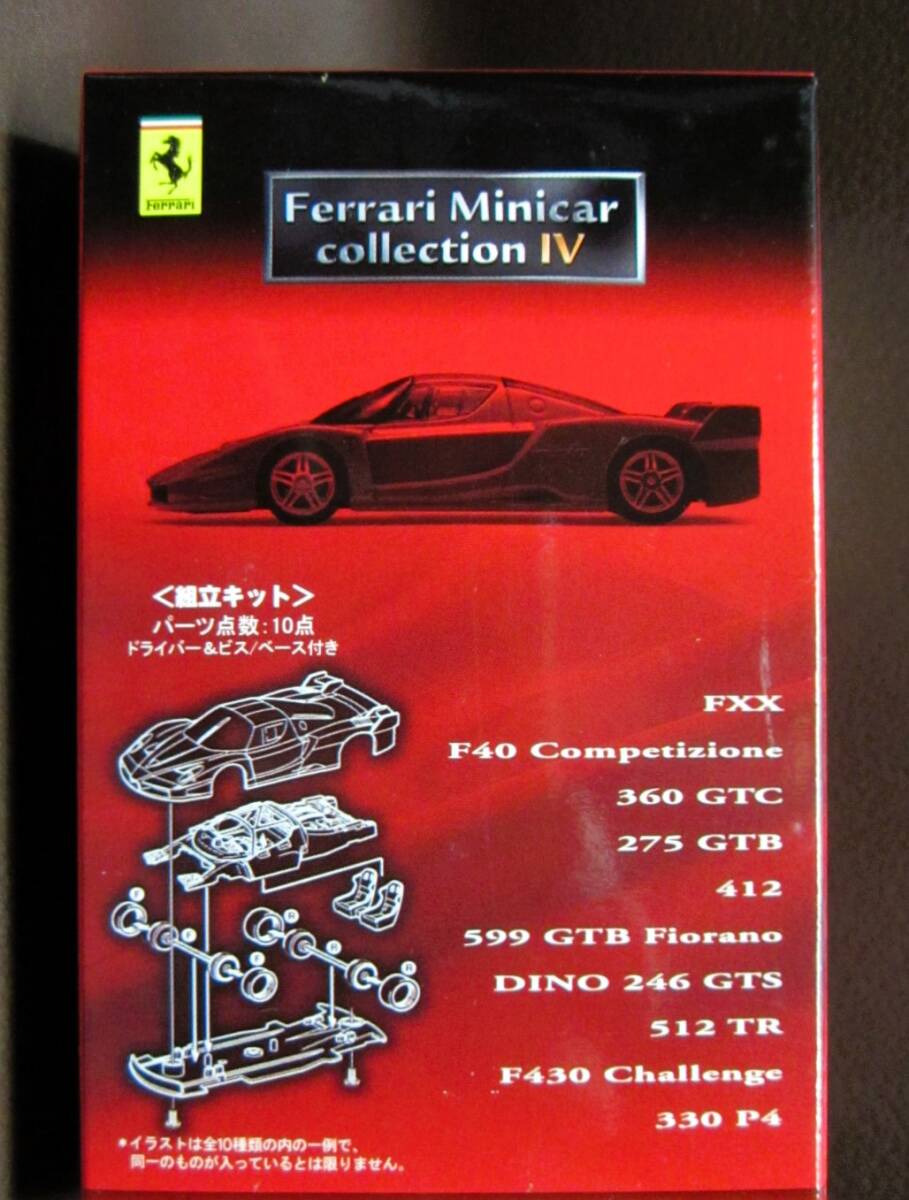 Ferrari
Ferrari Minicar
collection IV
＜組立キット＞
パーツ点数:10点
ドライバー＆ビス/ベース付き
FXX
F40 Competizione
360 GTC
275 GTB
412
599 GTB Fiorano
DINO 246 GTS
512 TR
F430 Challenge
330 P4
F
F
F
F
R
R
R
R
*イラストは全10種類の内の一例で、
同一のものが入っているとは限りません。